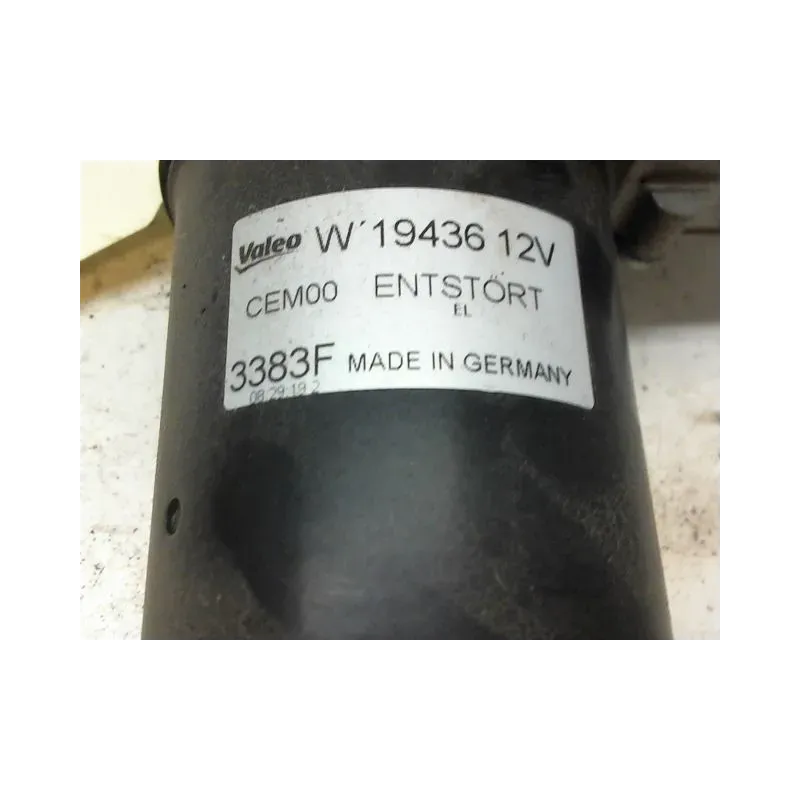 Valeo W 19436 12V
CEM00 ENTSTÖRT
EL
3383F MADE IN GERMANY
08:29:19 2